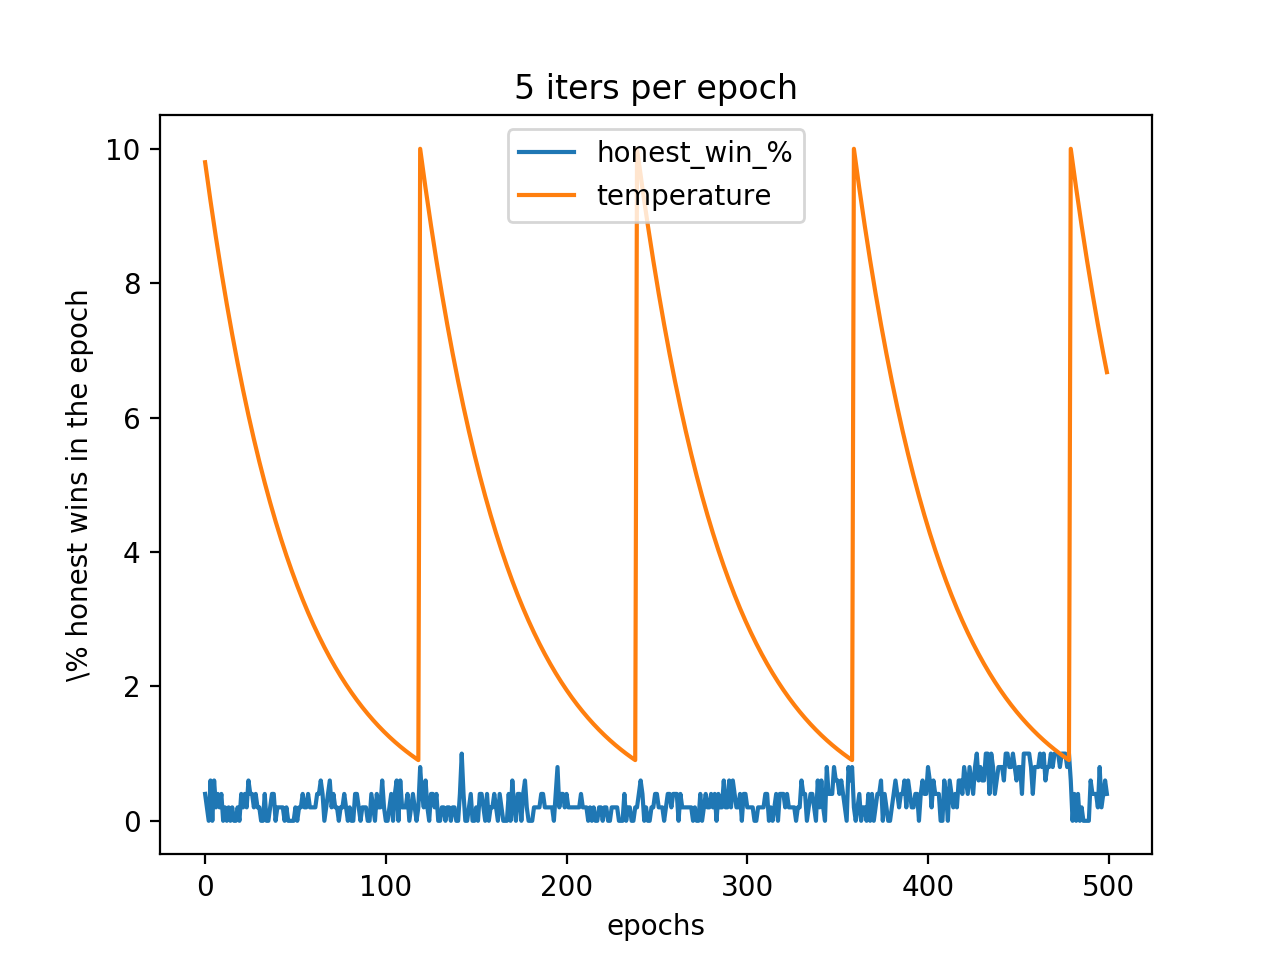 5 iters per epoch
honest_win_%
temperature
\% honest wins in the epoch
10
8
6
4
2
0
0 100 200 300 400 500
epochs